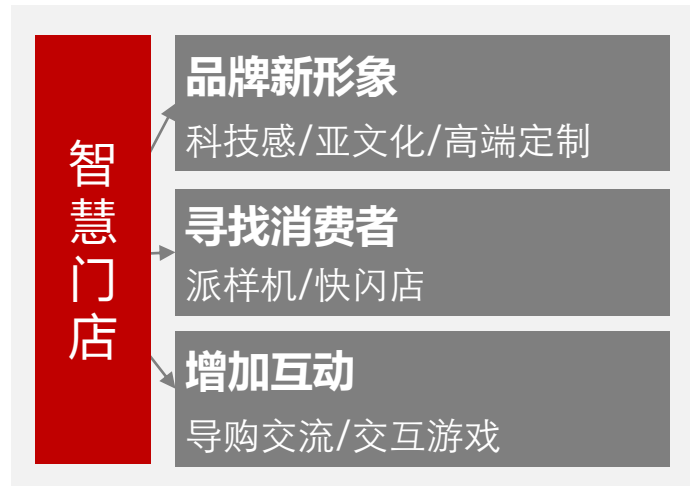 智慧门店
品牌新形象
科技感/亚文化/高端定制
寻找消费者
派样机/快闪店
增加互动
导购交流/交互游戏